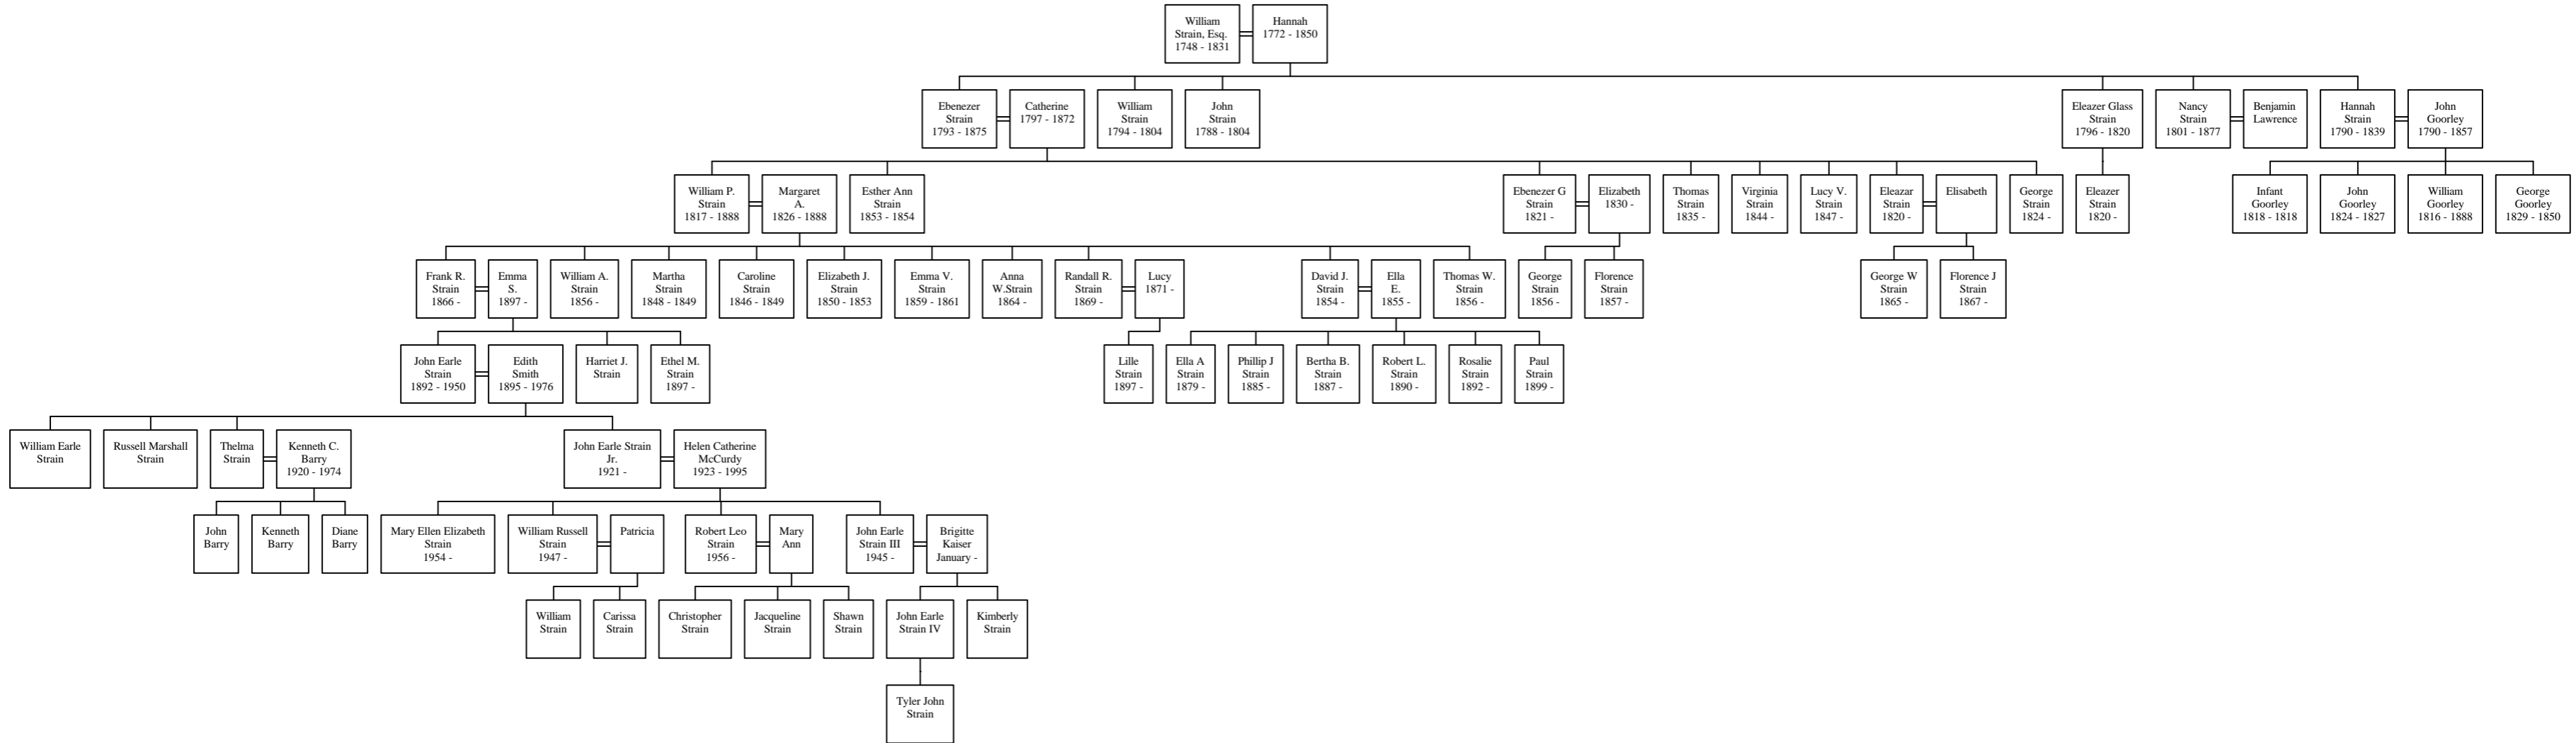 William
Strain, Esq.
1748 - 1831
Hannah
1772 - 1850
Ebenezer
Strain
1793 - 1875
Catherine
1797 - 1872
William
Strain
1794 - 1804
John
Strain
1788 - 1804
Eleazer Glass
Strain
1796 - 1820
Nancy
Strain
1801 - 1877
Benjamin
Lawrence
Hannah
Strain
1790 - 1839
John
Goorley
1790 - 1857
William P.
Strain
1817 - 1888
Margaret
A.
1826 - 1888
Esther Ann
Strain
1853 - 1854
Ebenezer G
Strain
1821 -
Elizabeth
1830 -
Thomas
Strain
1835 -
Virginia
Strain
1844 -
Lucy V.
Strain
1847 -
Eleazar
Strain
1820 -
Elisabeth
George
Strain
1824 -
Eleazer
Strain
1820 -
Infant
Goorley
1818 - 1818
John
Goorley
1824 - 1827
William
Goorley
1816 - 1888
George
Goorley
1829 - 1850
Frank R.
Strain
1866 -
Emma
S.
1897 -
William A.
Strain
1856 -
Martha
Strain
1848 - 1849
Caroline
Strain
1846 - 1849
Elizabeth J.
Strain
1850 - 1853
Emma V.
Strain
1859 - 1861
Anna
W.Strain
1864 -
Randall R.
Strain
1869 -
Lucy
1871 -
David J.
Strain
1854 -
Ella
E.
1855 -
Thomas W.
Strain
1856 -
George
Strain
1856 -
Florence
Strain
1857 -
George W
Strain
1865 -
Florence J
Strain
1867 -
John Earle
Strain
1892 - 1950
Edith
Smith
1895 - 1976
Harriet J.
Strain
Ethel M.
Strain
1897 -
Lille
Strain
1897 -
Ella A
Strain
1879 -
Phillip J
Strain
1885 -
Bertha B.
Strain
1887 -
Robert L.
Strain
1890 -
Rosalie
Strain
1892 -
Paul
Strain
1899 -
William Earle
Strain
Russell Marshall
Strain
Thelma
Strain
Kenneth C.
Barry
1920 - 1974
John Earle Strain
Jr.
1921 -
Helen Catherine
McCurdy
1923 - 1995
John
Barry
Kenneth
Barry
Diane
Barry
Mary Ellen Elizabeth
Strain
1954 -
William Russell
Strain
1947 -
Patricia
Robert Leo
Strain
1956 -
Mary
Ann
John Earle
Strain III
1945 -
Brigitte
Kaiser
January -
William
Strain
Carissa
Strain
Christopher
Strain
Jacqueline
Strain
Shawn
Strain
John Earle
Strain IV
Kimberly
Strain
Tyler John
Strain